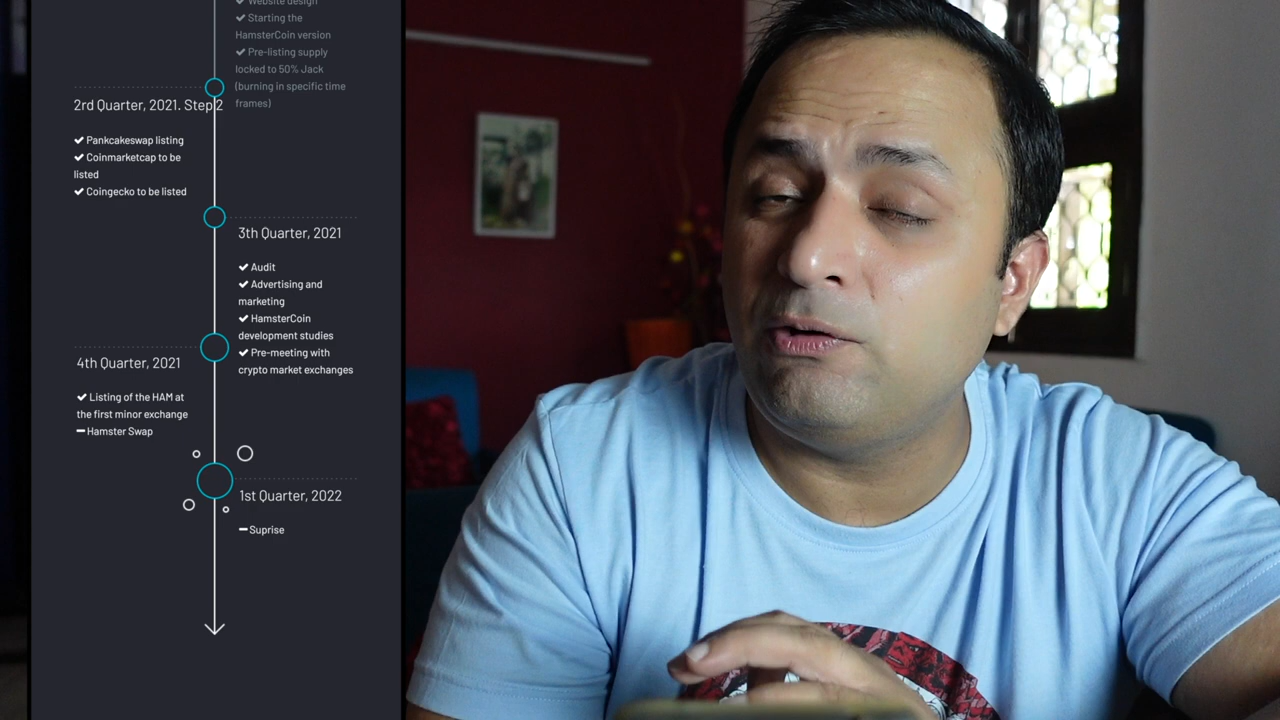 Website design
✔ Starting the
HamsterCoin version
✔ Pre-listing supply
locked to 50% Jack
(burning in specific time
frames)
2rd Quarter, 2021. Step 2
✔ Pankcakeswap listing
✔ Coinmarketcap to be
listed
✔ Coingecko to be listed
3th Quarter, 2021
✔ Audit
✔ Advertising and
marketing
✔ HamsterCoin
development studies
✔ Pre-meeting with
crypto market exchanges
4th Quarter, 2021
✔ Listing of the HAM at
the first minor exchange
━ Hamster Swap
1st Quarter, 2022
━ Suprise